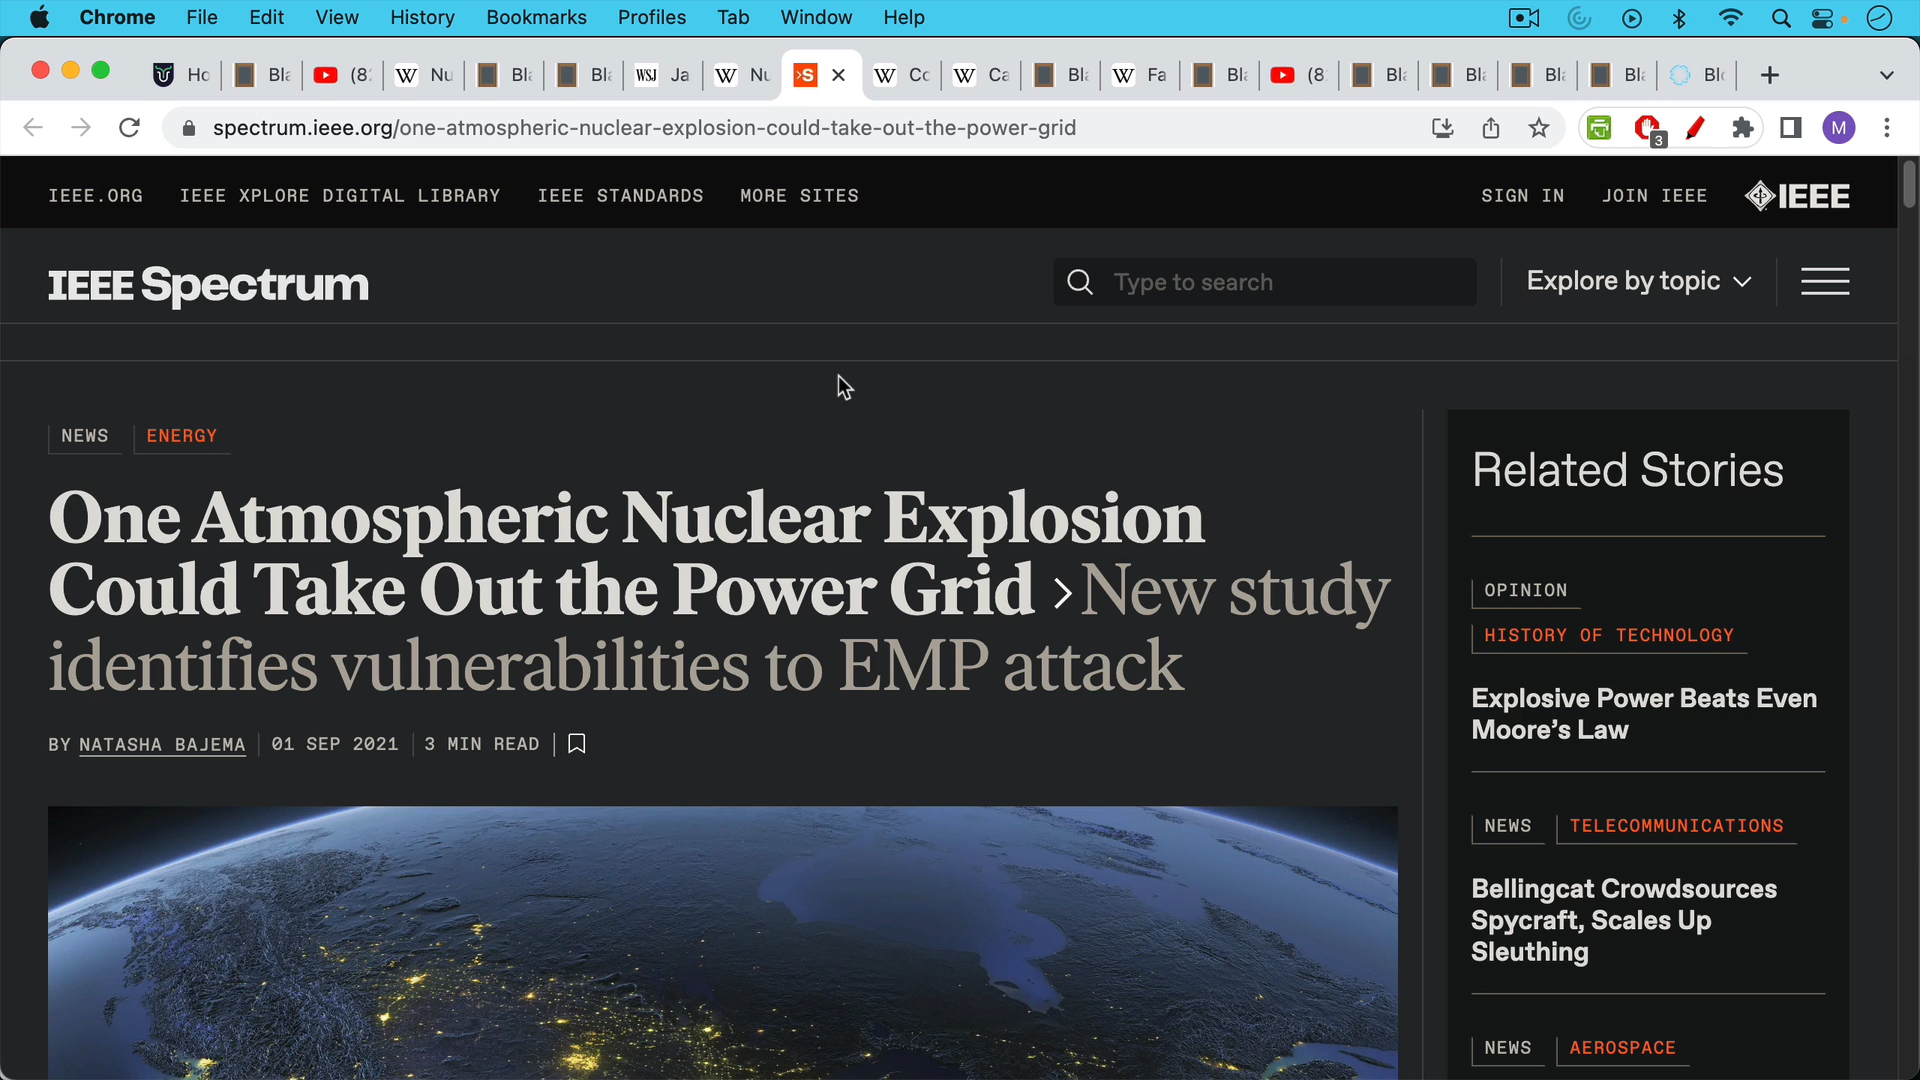 Chrome File Edit View History Bookmarks Profiles Tab Window Help
Ho Bla (82 W Nu Bla Bla WSJ Ja W Nu >S W Co W Ca Bla W Fa Bla (8 Bla Bla Bla Bla Blo
spectrum.ieee.org/one-atmospheric-nuclear-explosion-could-take-out-the-power-grid 3 M
IEEE.ORG IEEE XPLORE DIGITAL LIBRARY IEEE STANDARDS MORE SITES SIGN IN JOIN IEEE IEEE
IEEE Spectrum Type to search Explore by topic
NEWS ENERGY
One Atmospheric Nuclear Explosion
Could Take Out the Power Grid > New study
identifies vulnerabilities to EMP attack
BY NATASHA BAJEMA 01 SEP 2021 3 MIN READ
Related Stories
OPINION
HISTORY OF TECHNOLOGY
Explosive Power Beats Even
Moore’s Law
NEWS TELECOMMUNICATIONS
Bellingcat Crowdsources
Spycraft, Scales Up
Sleuthing
NEWS AEROSPACE